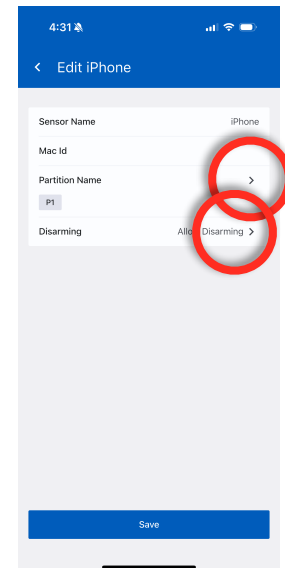 4:31
Edit iPhone
Sensor Name iPhone
Mac Id
Partition Name
P1
Disarming Disarming
Save